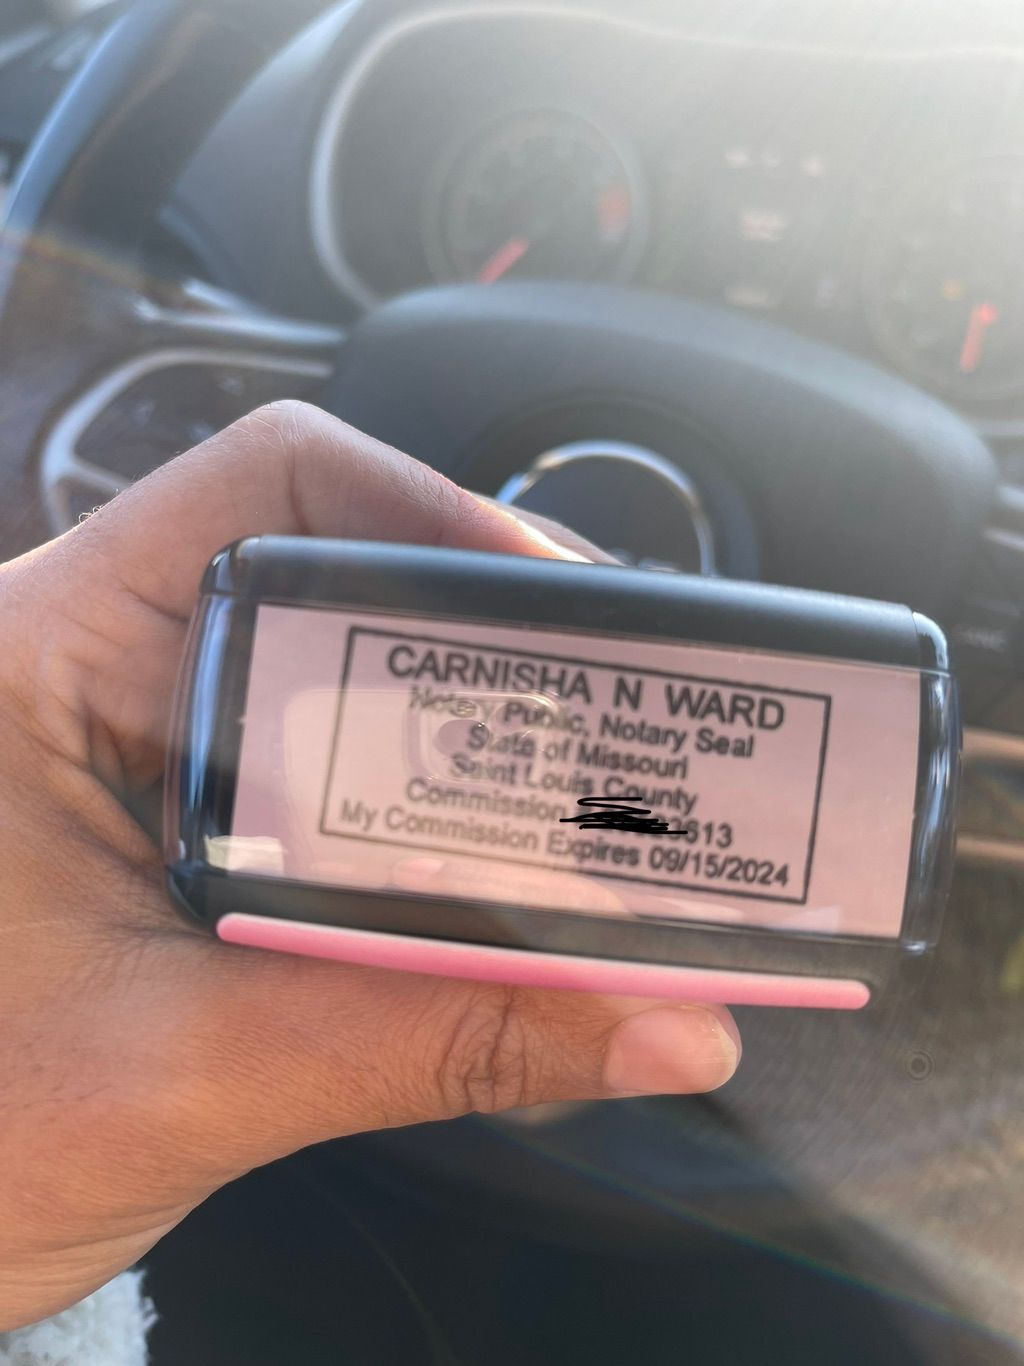 CARNISHA N WARD
Notary Public, Notary Seal
State of Missouri
Saint Louis County
Commission 613
My Commission Expires 09/15/2024